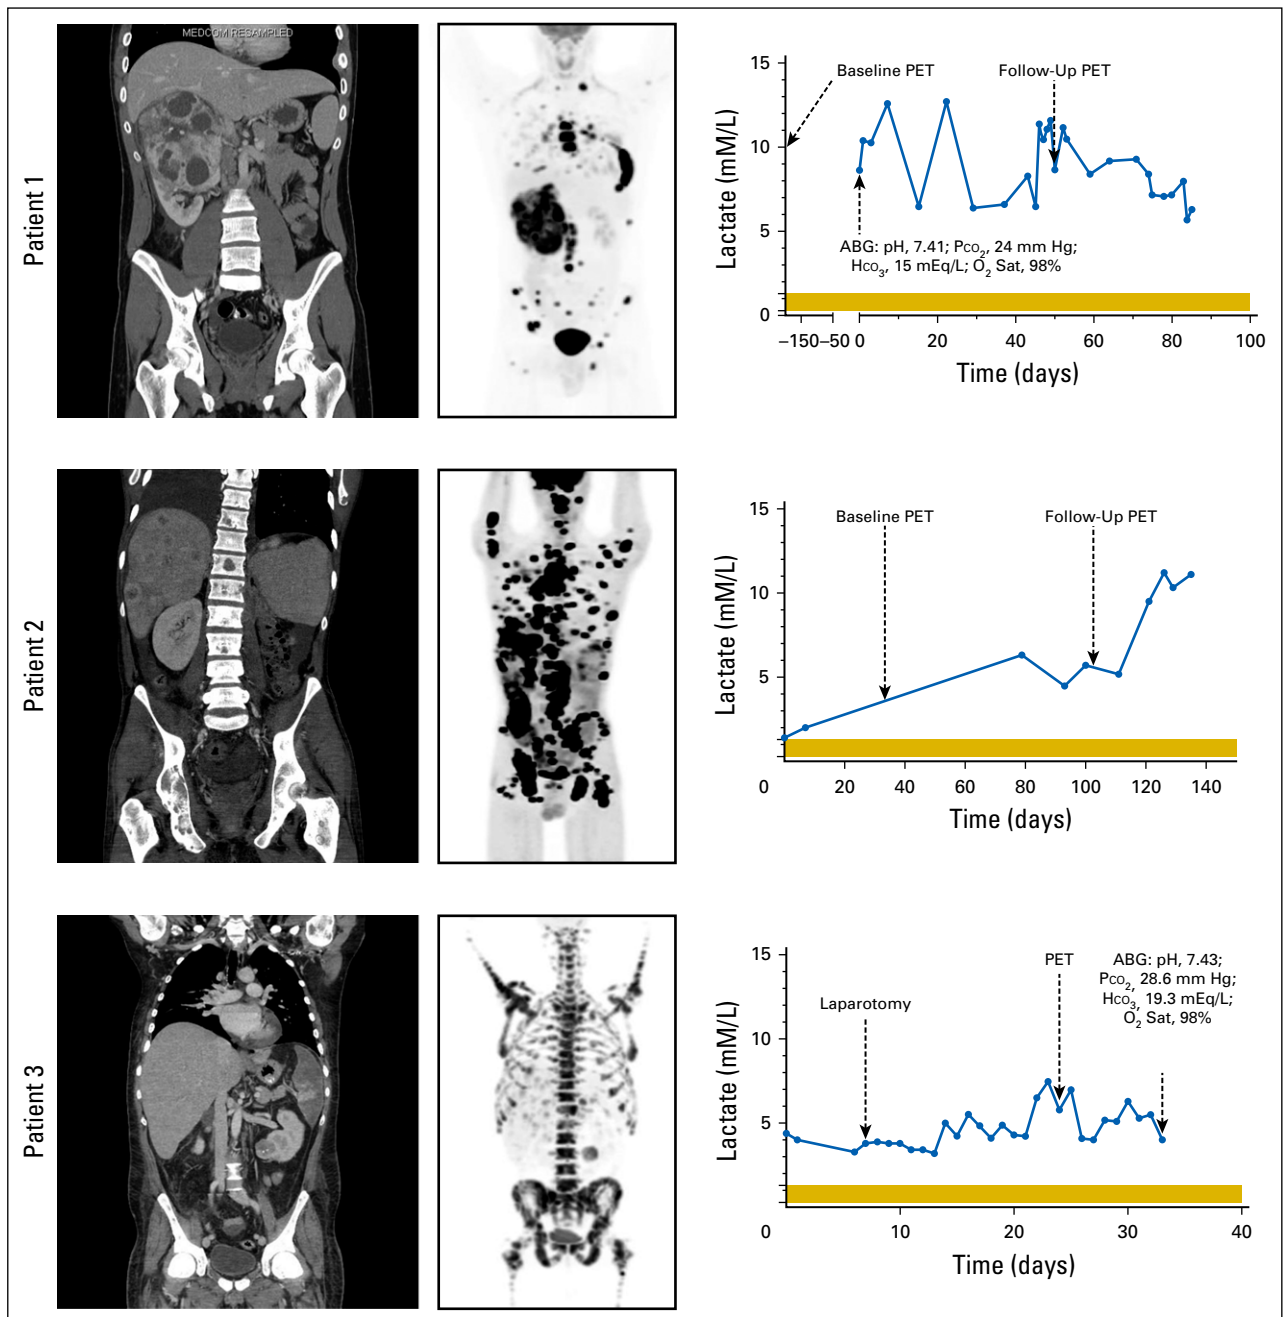 Patient 1
MEDCOM RESAMPLED
Lactate (mM/L)
15
10
5
0
Baseline PET
Follow-Up PET
ABG: pH, 7.41; PCO2, 24 mm Hg;
HCO3, 15 mEq/L; O2 Sat, 98%
–150 –50 0 20 40 60 80 100
Time (days)
Patient 2
Lactate (mM/L)
15
10
5
Baseline PET
Follow-Up PET
0 20 40 60 80 100 120 140
Time (days)
Patient 3
Lactate (mM/L)
15
10
5
Laparotomy
PET
ABG: pH, 7.43;
PCO2, 28.6 mm Hg;
HCO3, 19.3 mEq/L;
O2 Sat, 98%
0 10 20 30 40
Time (days)